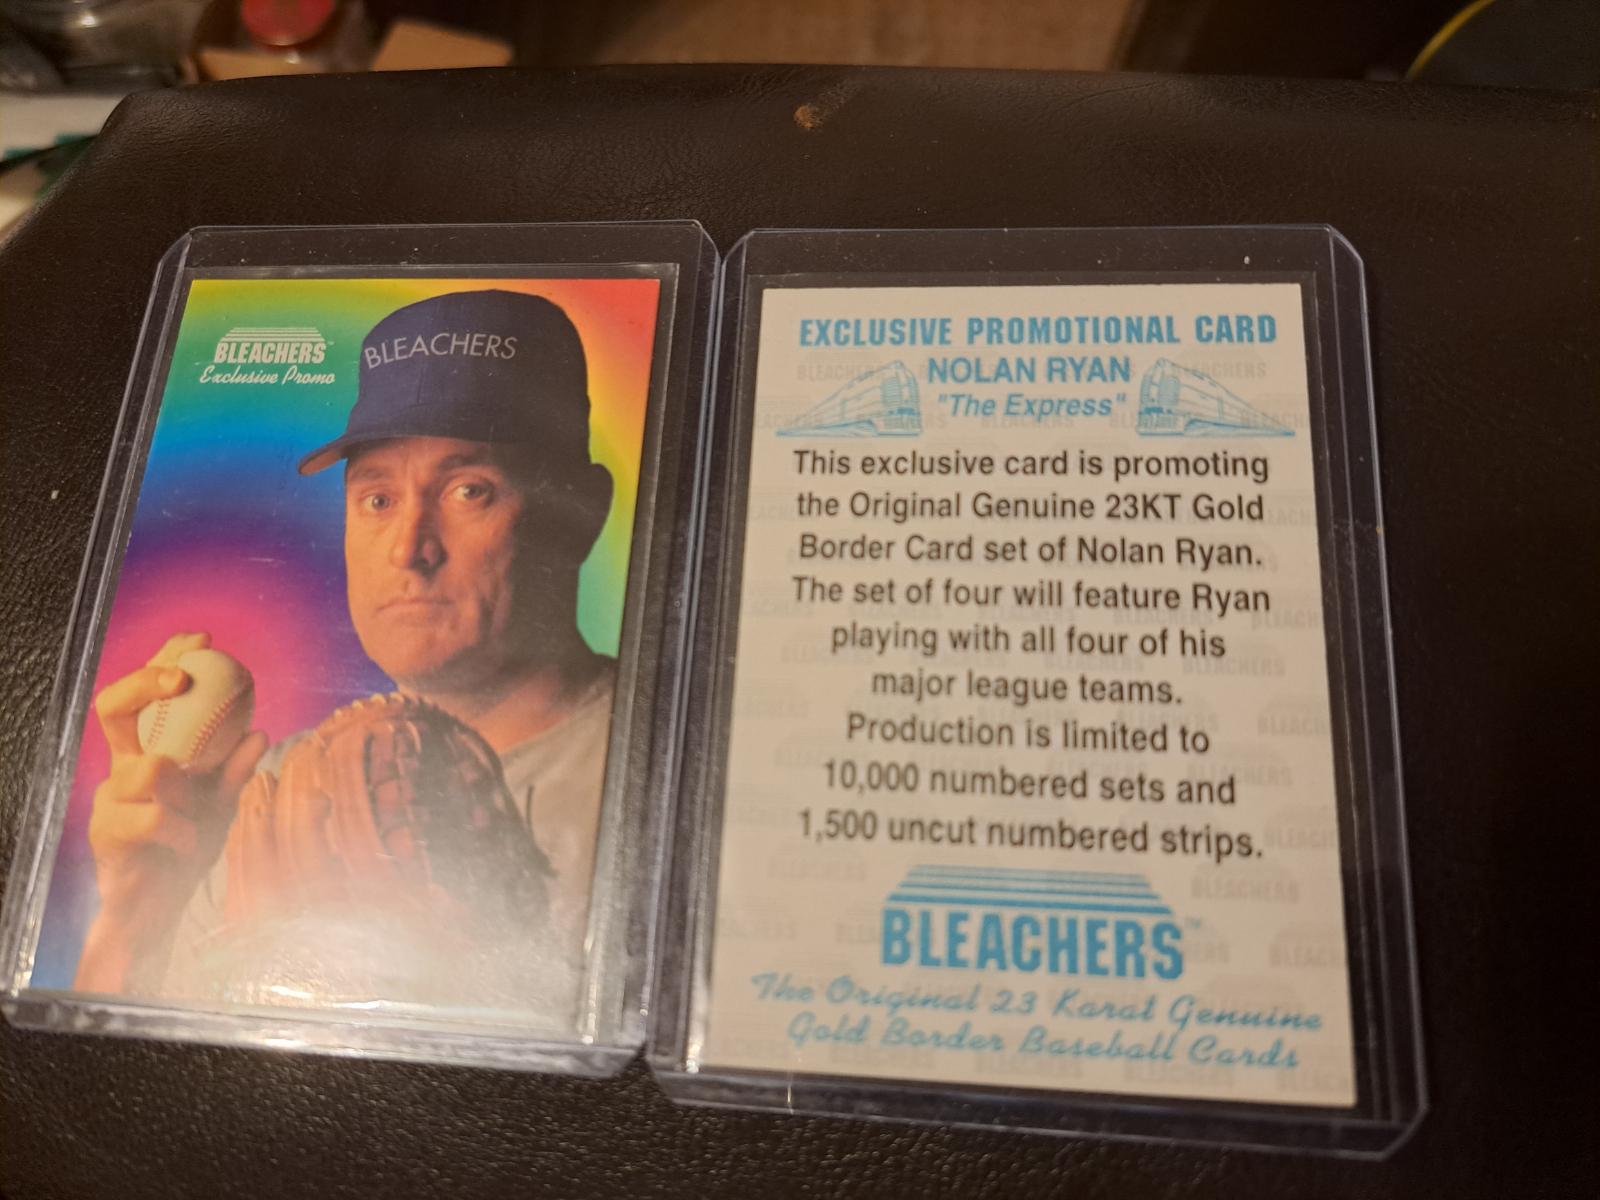 BLEACHERS
BLEACHERS™
Exclusive Promo
EXCLUSIVE PROMOTIONAL CARD
NOLAN RYAN
"The Express"
This exclusive card is promoting
the Original Genuine 23KT Gold
Border Card set of Nolan Ryan.
The set of four will feature Ryan
playing with all four of his
major league teams.
Production is limited to
10,000 numbered sets and
1,500 uncut numbered strips.
BLEACHERS™
The Original 23 Karat Genuine
Gold Border Baseball Cards